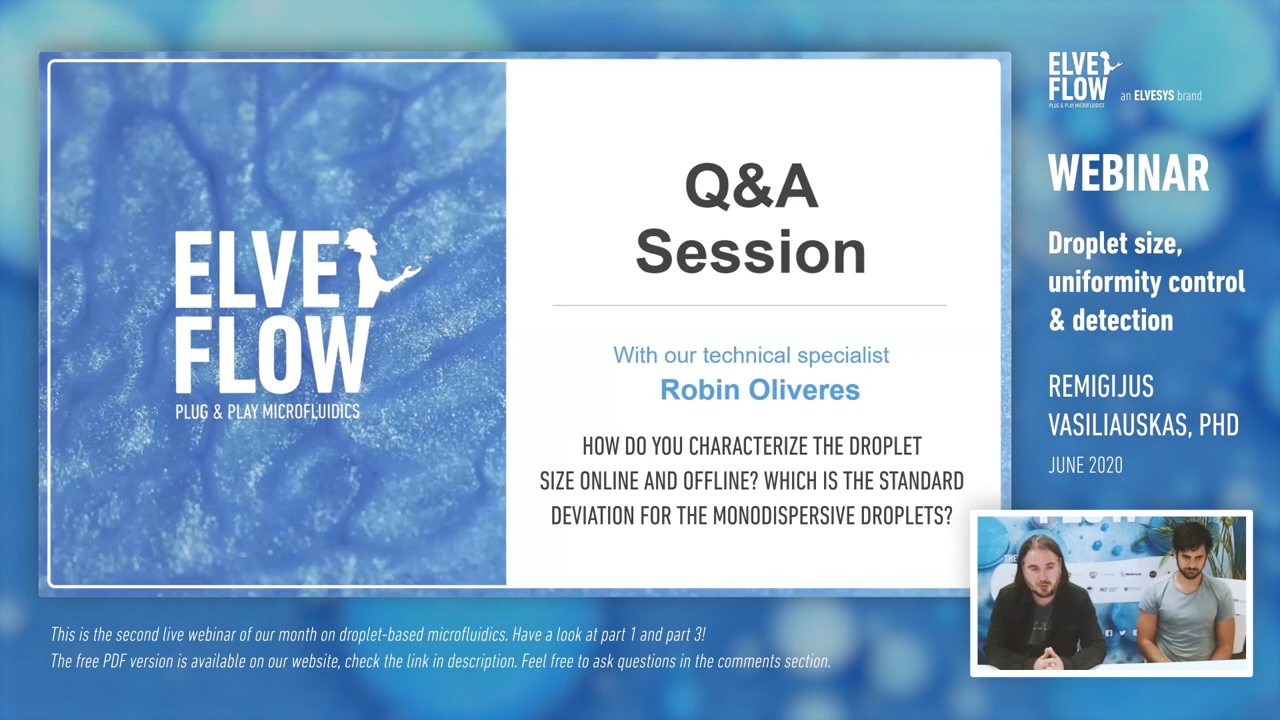 ELVE
FLOW
PLUG & PLAY MICROFLUIDICS
Q&A
Session
With our technical specialist
Robin Oliveres
HOW DO YOU CHARACTERIZE THE DROPLET
SIZE ONLINE AND OFFLINE? WHICH IS THE STANDARD
DEVIATION FOR THE MONODISPERSIVE DROPLETS?
ELVE
FLOW
PLUG & PLAY MICROFLUIDICS
an ELVESYS brand
WEBINAR
Droplet size,
uniformity control
& detection
REMIGIJUS
VASILIAUSKAS, PHD
JUNE 2020
This is the second live webinar of our month on droplet-based microfluidics. Have a look at part 1 and part 3!
The free PDF version is available on our website, check the link in description. Feel free to ask questions in the comments section.